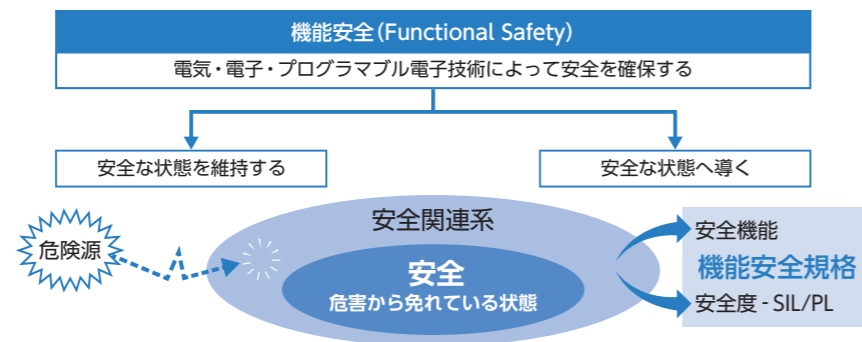 機能安全(Functional Safety)
電気・電子・プログラマブル電子技術によって安全を確保する
安全な状態を維持する
安全な状態へ導く
危険源
安全関連系
安全
危害から免れている状態
安全機能
機能安全規格
安全度 - SIL/PL